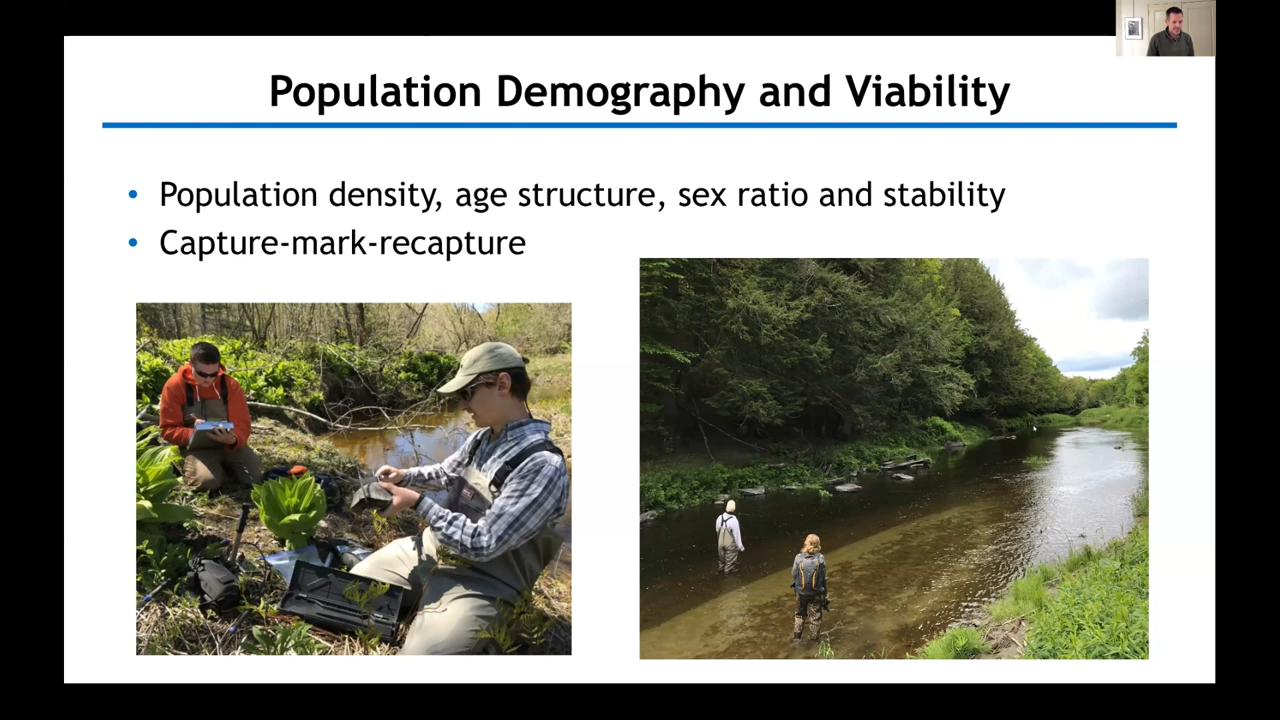 Population Demography and Viability
• Population density, age structure, sex ratio and stability
• Capture-mark-recapture